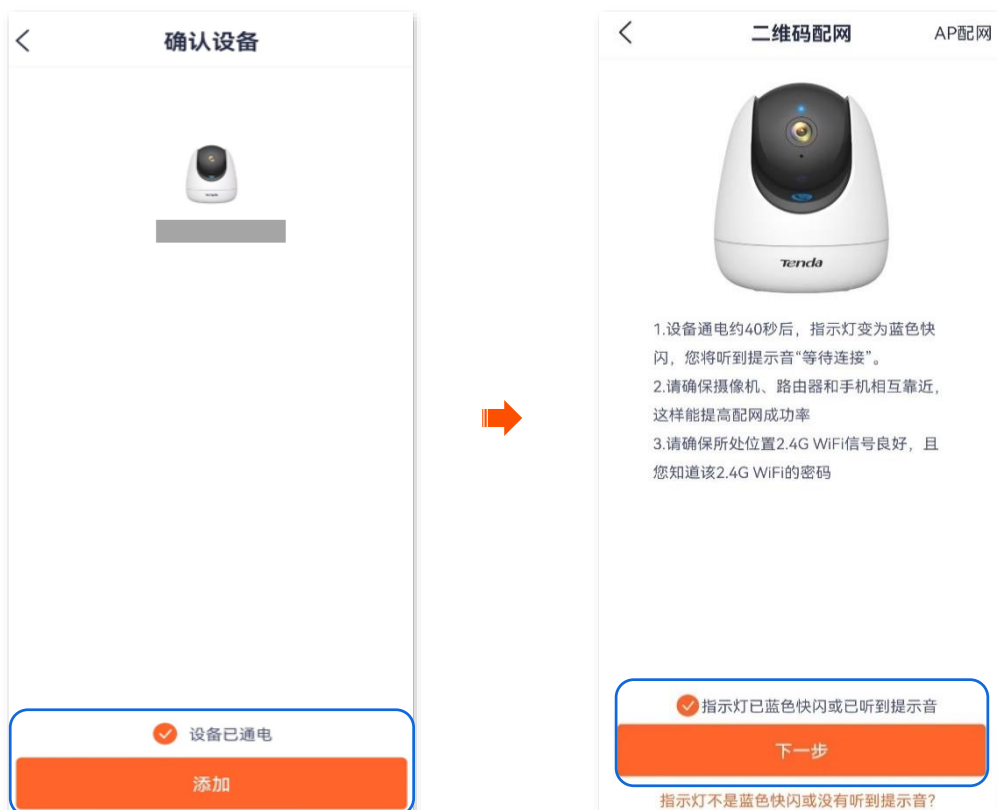 确认设备
设备已通电
添加
二维码配网
AP配网
Tenda
1.设备通电约40秒后，指示灯变为蓝色快
闪，您将听到提示音“等待连接”。
2.请确保摄像机、路由器和手机相互靠近，
这样能提高配网成功率
3.请确保所处位置2.4G WiFi信号良好，且
您知道该2.4G WiFi的密码
指示灯已蓝色快闪或已听到提示音
下一步
指示灯不是蓝色快闪或没有听到提示音?